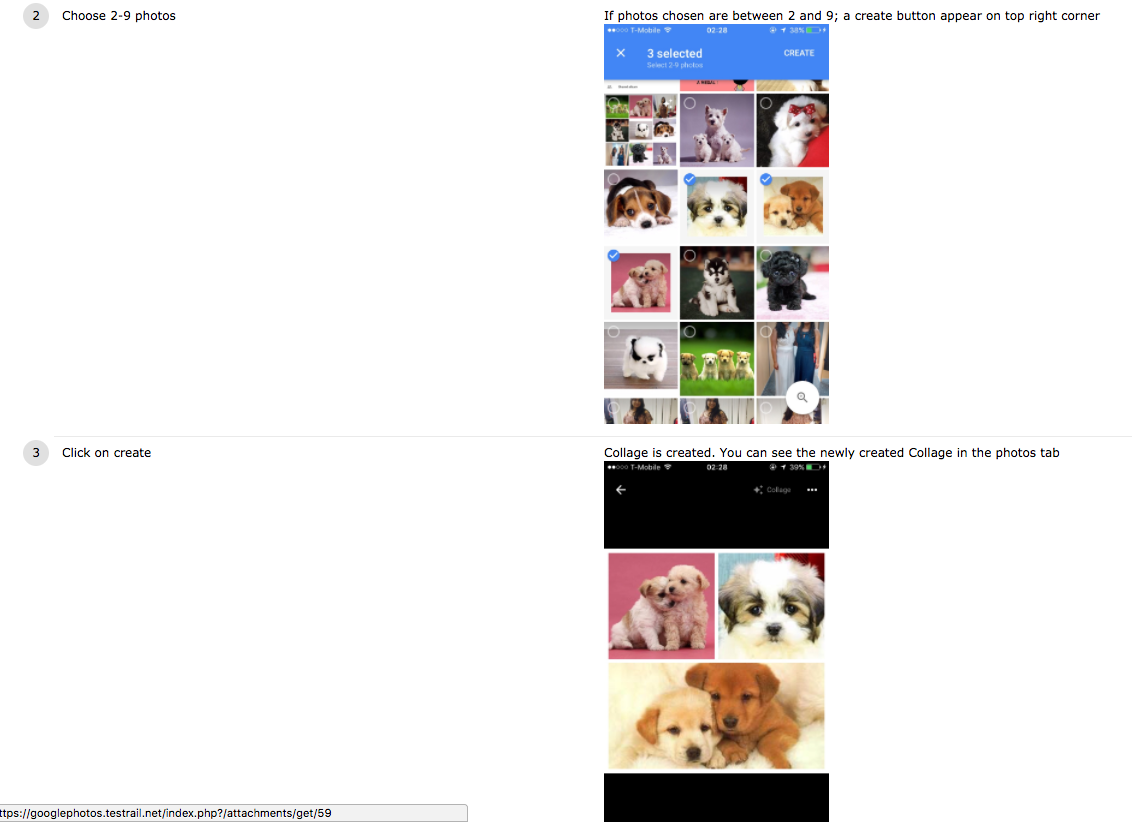 2 Choose 2-9 photos
If photos chosen are between 2 and 9; a create button appear on top right corner
T-Mobile 02:28 38%
3 selected CREATE
Select 2-9 photos
3 Click on create
Collage is created. You can see the newly created Collage in the photos tab
T-Mobile 02:28 39%
Collage
ttps://googlephotos.testrail.net/index.php?/attachments/get/59